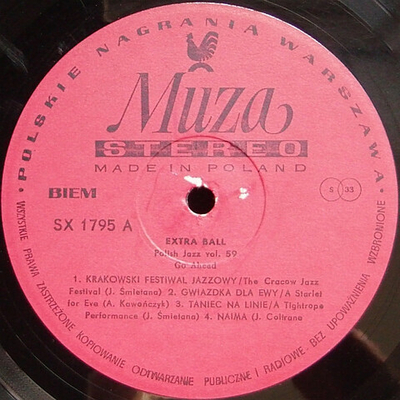 • POLSKIE NAGRANIA WARSZAWA •
Muza
STEREO
MADE IN POLAND
BIEM
S 33
SX 1795 A
EXTRA BALL
Polish Jazz vol. 59
Go Ahead
1. KRAKOWSKI FESTIWAL JAZZOWY/The Cracow Jazz
Festival (J. Śmietana) 2. GWIAZDKA DLA EWY/A Starlet
for Eva (A. Kawończyk) 3. TANIEC NA LINIE/A Tightrope
Performance (J. Śmietana) 4. NAIMA (J. Coltrane
WSZYSTKIE PRAWA ZASTRZEŻONE KOPIOWANIE ODTWARZANIE PUBLICZNE I RADIOWE BEZ UPOWAŻNIENIA WZBRONIONE